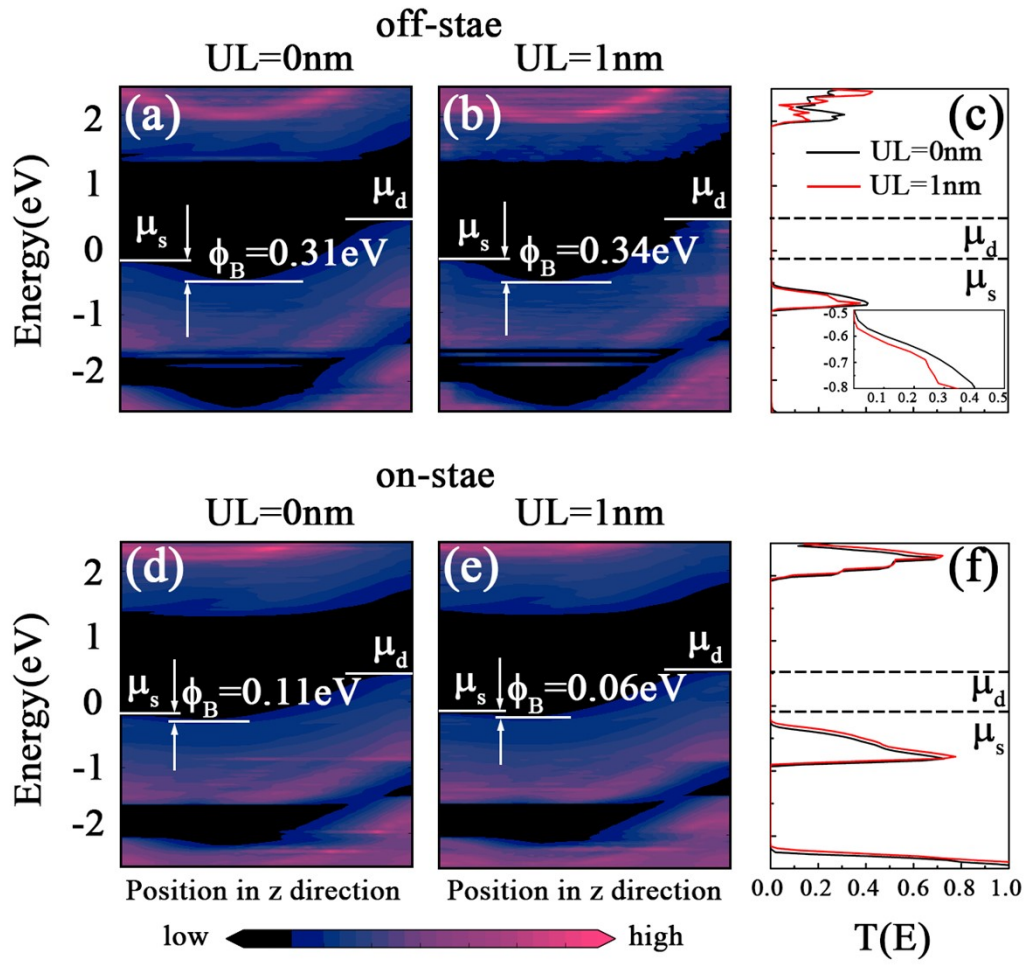 off-stae
UL=0nm UL=1nm
(a) (b) (c)
UL=0nm
UL=1nm
μd μd μd
μs μs μs
ϕB=0.31eV ϕB=0.34eV
Energy(eV)
2
1
0
-1
-2
-0.5
-0.6
-0.7
-0.8
0.1 0.2 0.3 0.4 0.5
on-stae
UL=0nm UL=1nm
(d) (e) (f)
μd μd μd
μs ϕB=0.11eV μs ϕB=0.06eV μs
Energy(eV)
2
1
0
-1
-2
0.0 0.2 0.4 0.6 0.8 1.0
Position in z direction Position in z direction
low high
T(E)